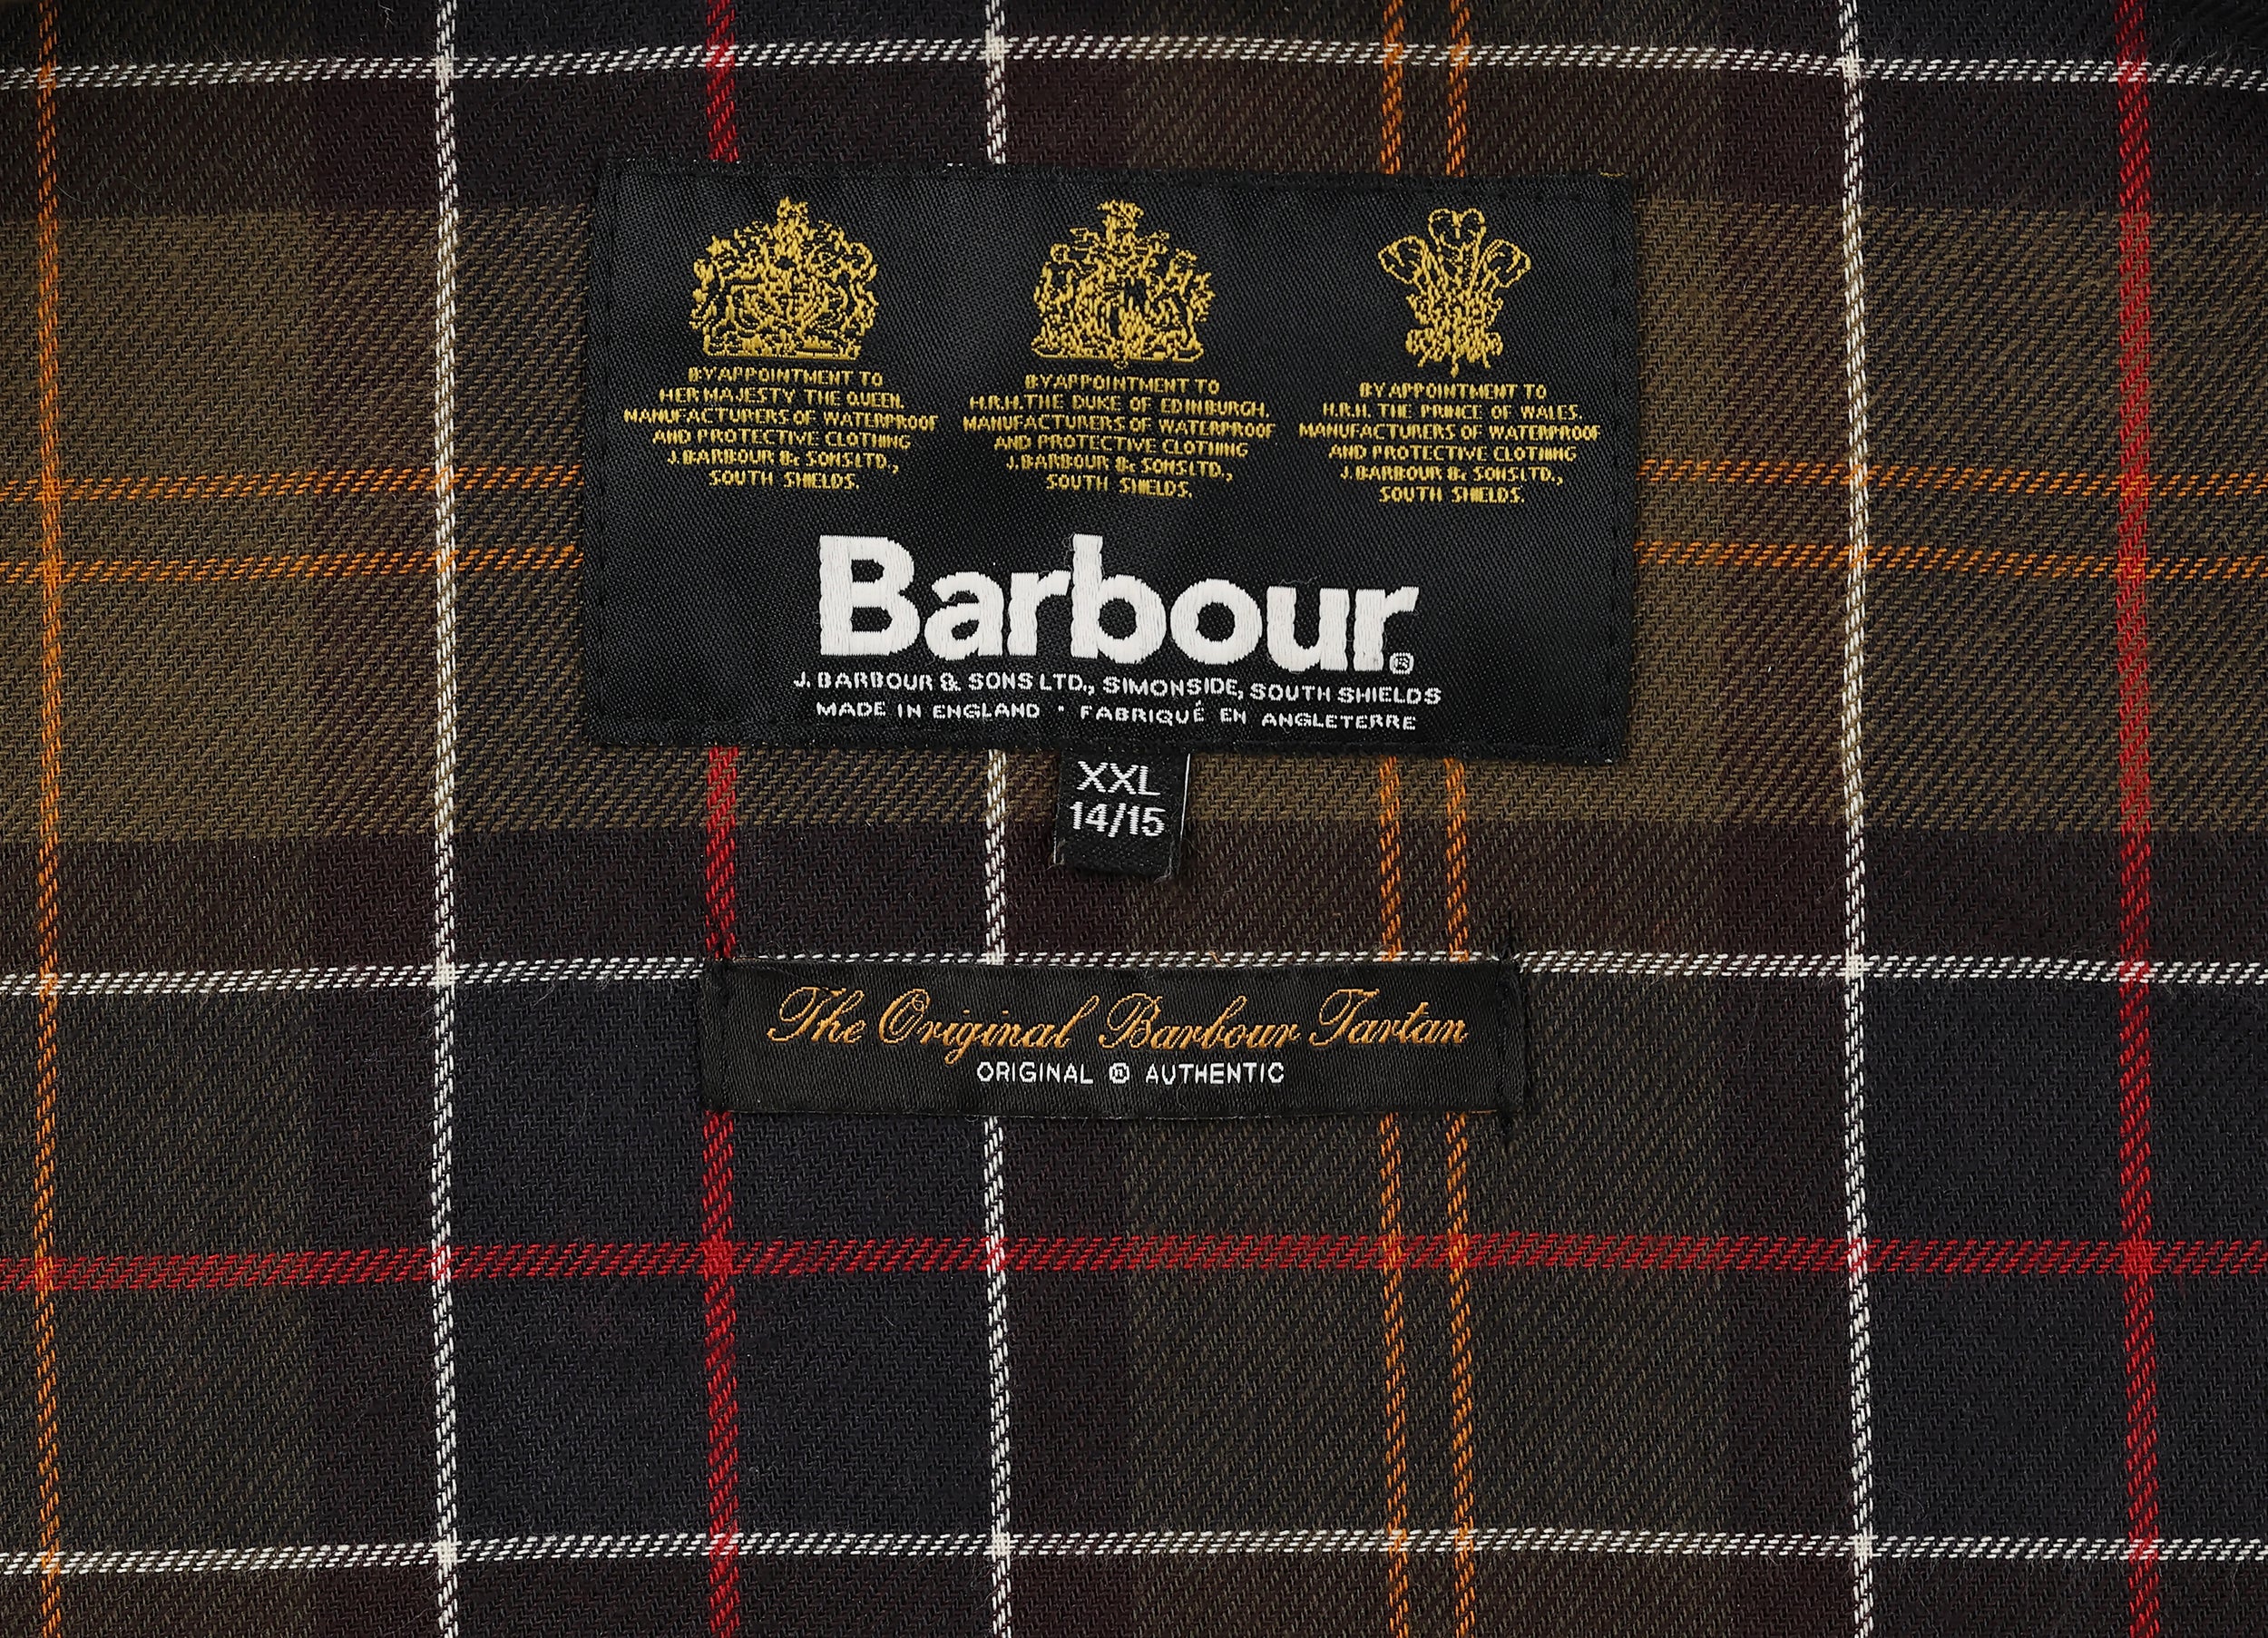 BY APPOINTMENT TO
HER MAJESTY THE QUEEN.
MANUFACTURERS OF WATERPROOF
AND PROTECTIVE CLOTHING
J. BARBOUR & SONS LTD.,
SOUTH SHIELDS.
BY APPOINTMENT TO
H.R.H. THE DUKE OF EDINBURGH.
MANUFACTURERS OF WATERPROOF
AND PROTECTIVE CLOTHING
J. BARBOUR & SONS LTD.,
SOUTH SHIELDS.
BY APPOINTMENT TO
H.R.H. THE PRINCE OF WALES.
MANUFACTURERS OF WATERPROOF
AND PROTECTIVE CLOTHING
J. BARBOUR & SONS LTD.,
SOUTH SHIELDS.
Barbour®
J. BARBOUR & SONS LTD., SIMONSIDE, SOUTH SHIELDS
MADE IN ENGLAND · FABRIQUÉ EN ANGLETERRE
XXL
14/15
The Original Barbour Tartan
ORIGINAL ® AUTHENTIC